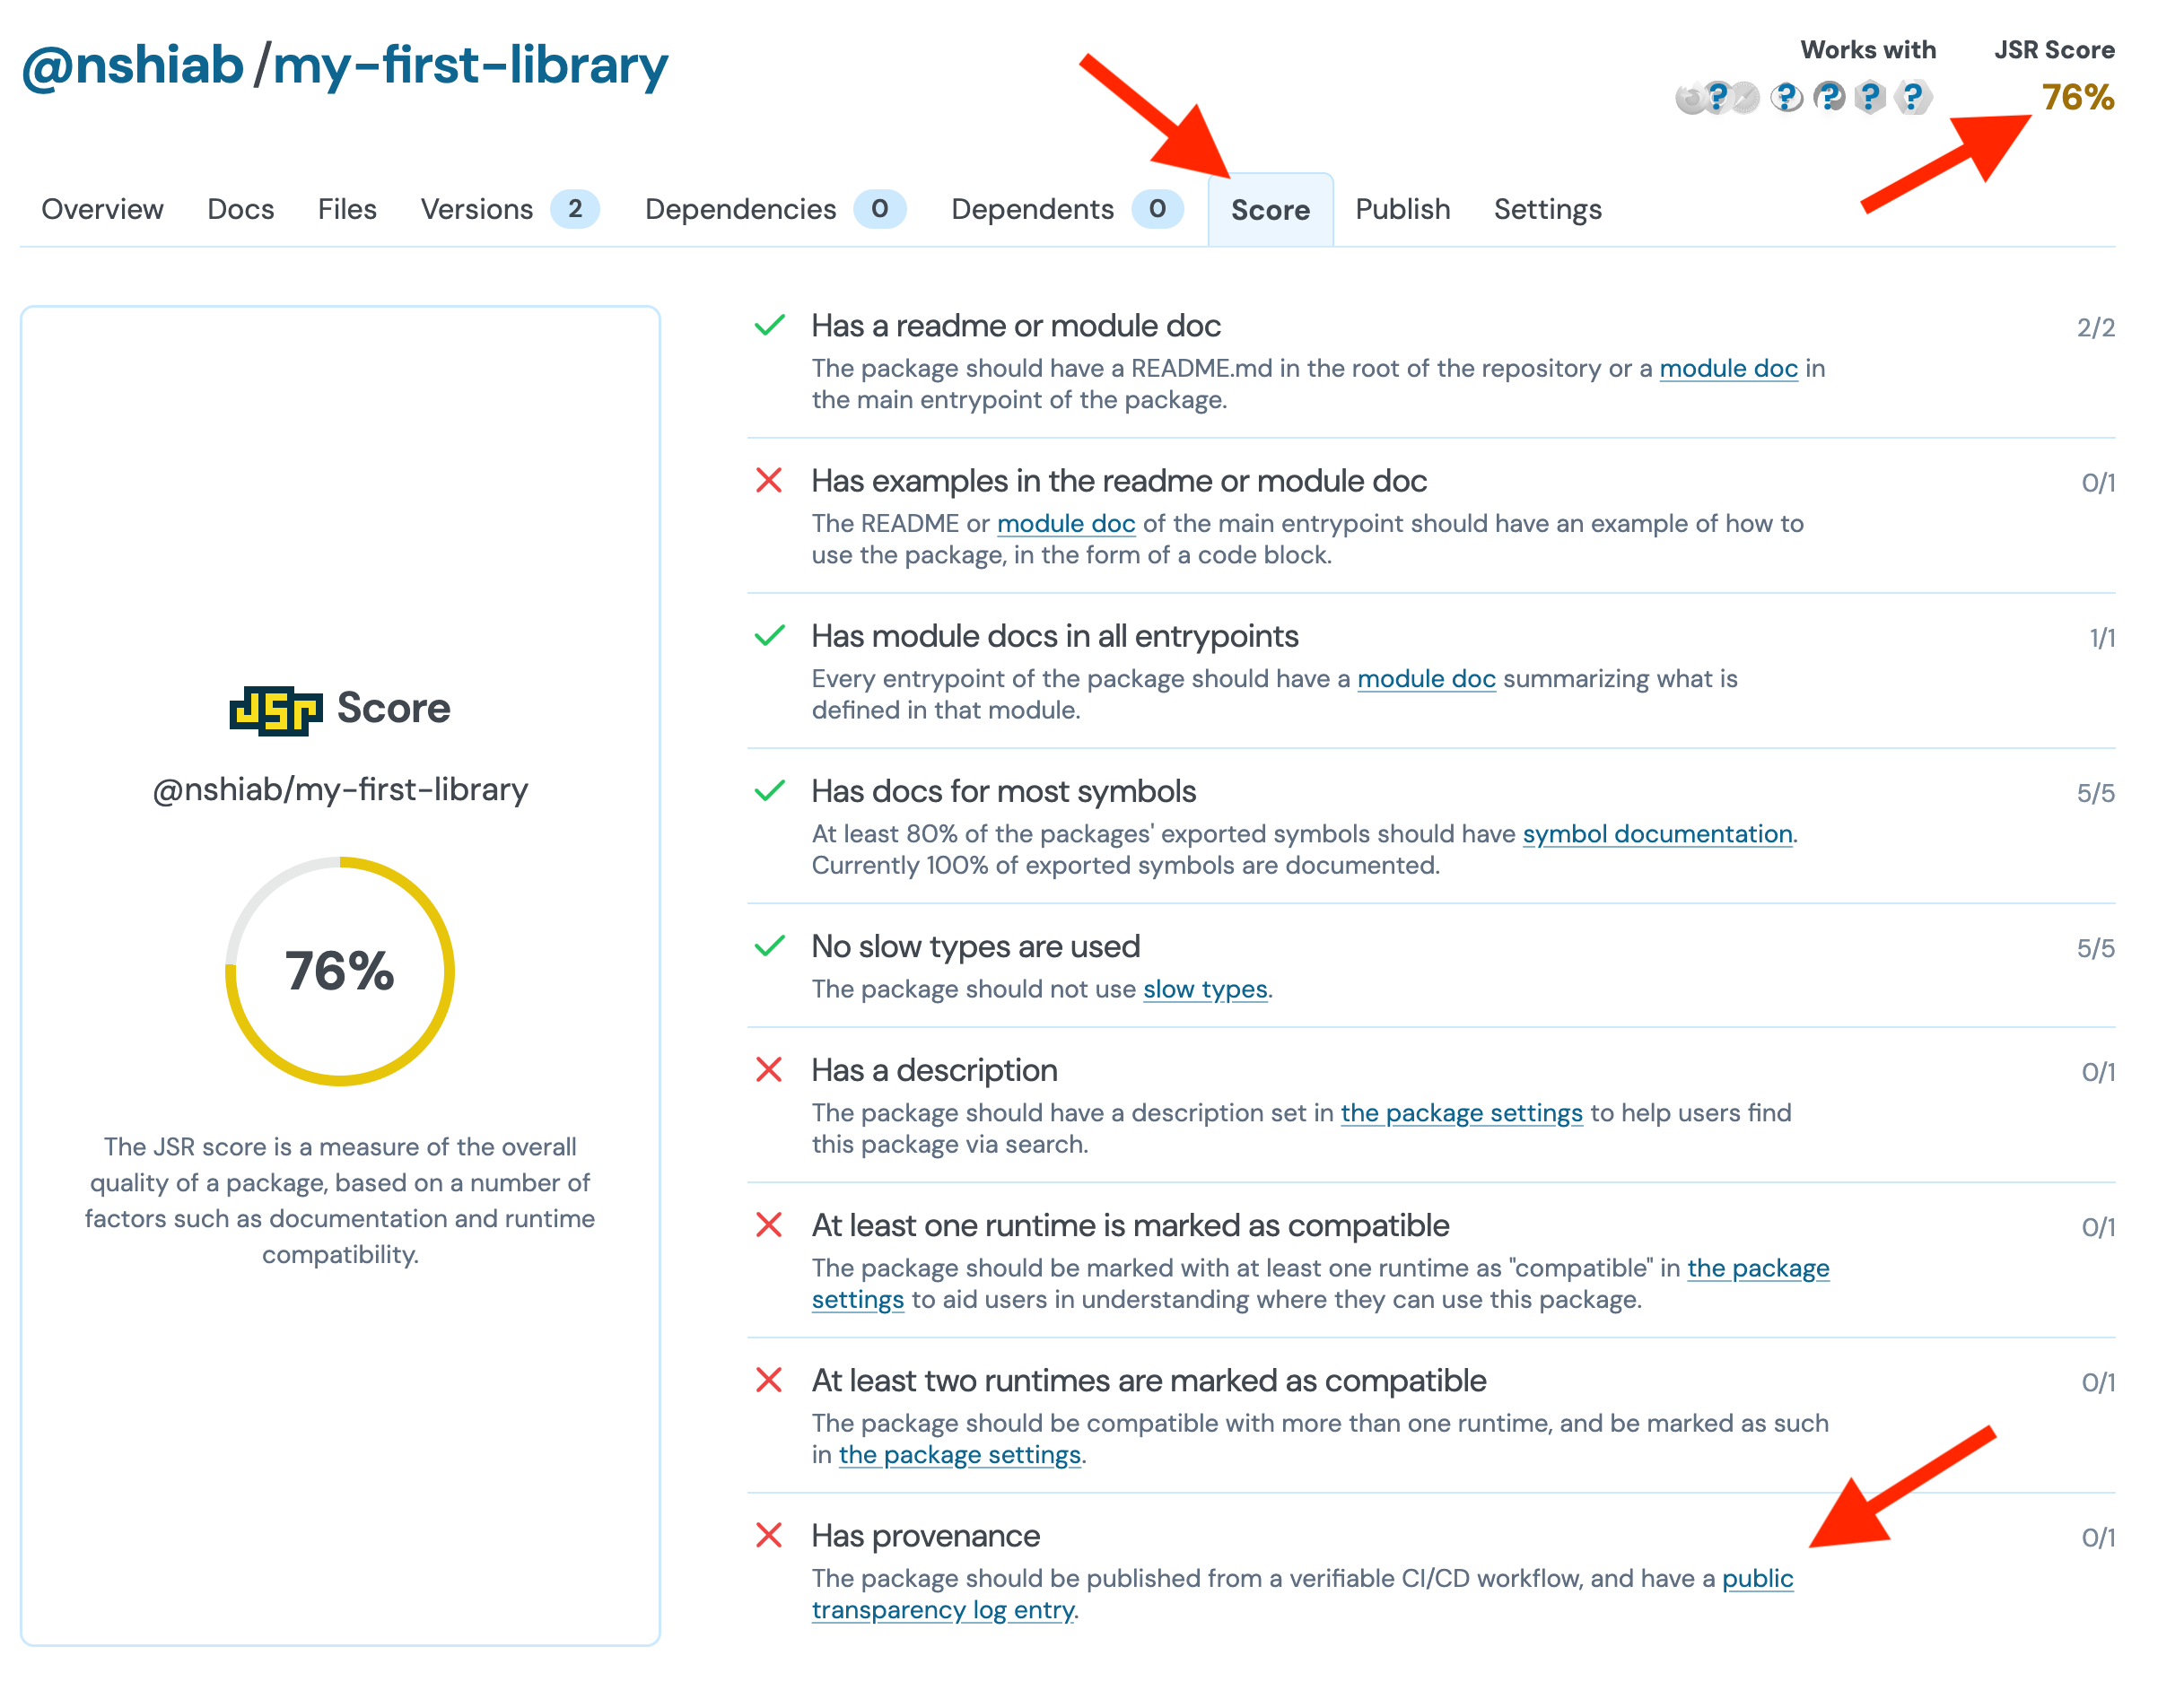 @nshiab/my-first-library
Works with
JSR Score
? ? ? ? ?
76%
Overview Docs Files Versions 2 Dependencies 0 Dependents 0 Score Publish Settings
JSR Score
@nshiab/my-first-library
76%
The JSR score is a measure of the overall
quality of a package, based on a number of
factors such as documentation and runtime
compatibility.
Has a readme or module doc
2/2
The package should have a README.md in the root of the repository or a module doc in
the main entrypoint of the package.
Has examples in the readme or module doc
0/1
The README or module doc of the main entrypoint should have an example of how to
use the package, in the form of a code block.
Has module docs in all entrypoints
1/1
Every entrypoint of the package should have a module doc summarizing what is
defined in that module.
Has docs for most symbols
5/5
At least 80% of the packages' exported symbols should have symbol documentation.
Currently 100% of exported symbols are documented.
No slow types are used
5/5
The package should not use slow types.
Has a description
0/1
The package should have a description set in the package settings to help users find
this package via search.
At least one runtime is marked as compatible
0/1
The package should be marked with at least one runtime as "compatible" in the package
settings to aid users in understanding where they can use this package.
At least two runtimes are marked as compatible
0/1
The package should be compatible with more than one runtime, and be marked as such
in the package settings.
Has provenance
0/1
The package should be published from a verifiable CI/CD workflow, and have a public
transparency log entry.